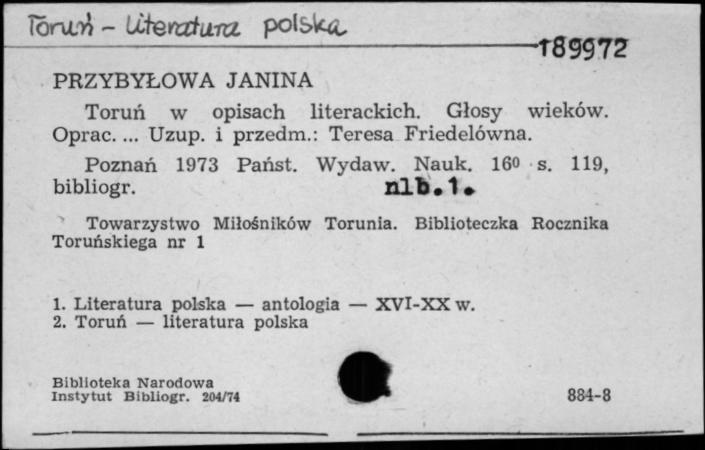 Toruń - literatura polska
189972
PRZYBYŁOWA JANINA
Toruń w opisach literackich. Głosy wieków.
Oprac. ... Uzup. i przedm.: Teresa Friedelówna.
Poznań 1973 Państ. Wydaw. Nauk. 16⁰ s. 119,
bibliogr. nlb.1.
Towarzystwo Miłośników Torunia. Biblioteczka Rocznika
Toruńskiega nr 1
1. Literatura polska — antologia — XVI-XX w.
2. Toruń — literatura polska
Biblioteka Narodowa
Instytut Bibliogr. 204/74
884-8